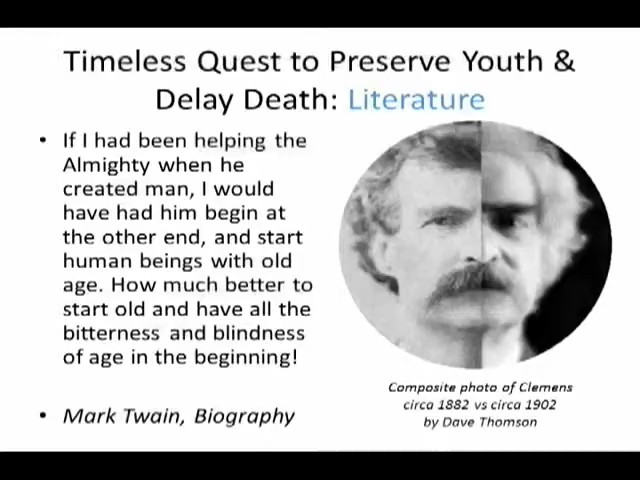 Timeless Quest to Preserve Youth &
Delay Death: Literature
• If I had been helping the
Almighty when he
created man, I would
have had him begin at
the other end, and start
human beings with old
age. How much better to
start old and have all the
bitterness and blindness
of age in the beginning!
• Mark Twain, Biography
Composite photo of Clemens
circa 1882 vs circa 1902
by Dave Thomson